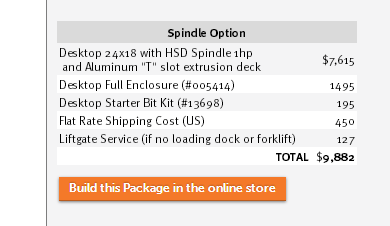 Spindle Option
Desktop 24x18 with HSD Spindle 1hp
and Aluminum "T" slot extrusion deck
$7,615
Desktop Full Enclosure (#005414) 1495
Desktop Starter Bit Kit (#13698) 195
Flat Rate Shipping Cost (US) 450
Liftgate Service (if no loading dock or forklift) 127
TOTAL $9,882
Build this Package in the online store